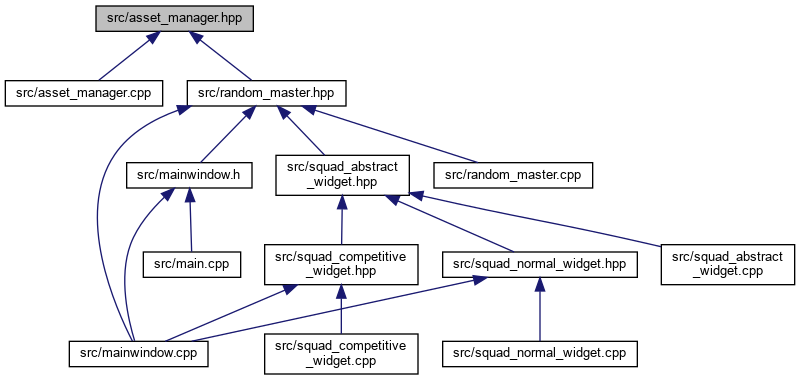 src/asset_manager.hpp
src/asset_manager.cpp
src/random_master.hpp
src/mainwindow.h
src/squad_abstract
_widget.hpp
src/random_master.cpp
src/main.cpp
src/squad_competitive
_widget.hpp
src/squad_normal_widget.hpp
src/squad_abstract
_widget.cpp
src/mainwindow.cpp
src/squad_competitive
_widget.cpp
src/squad_normal_widget.cpp